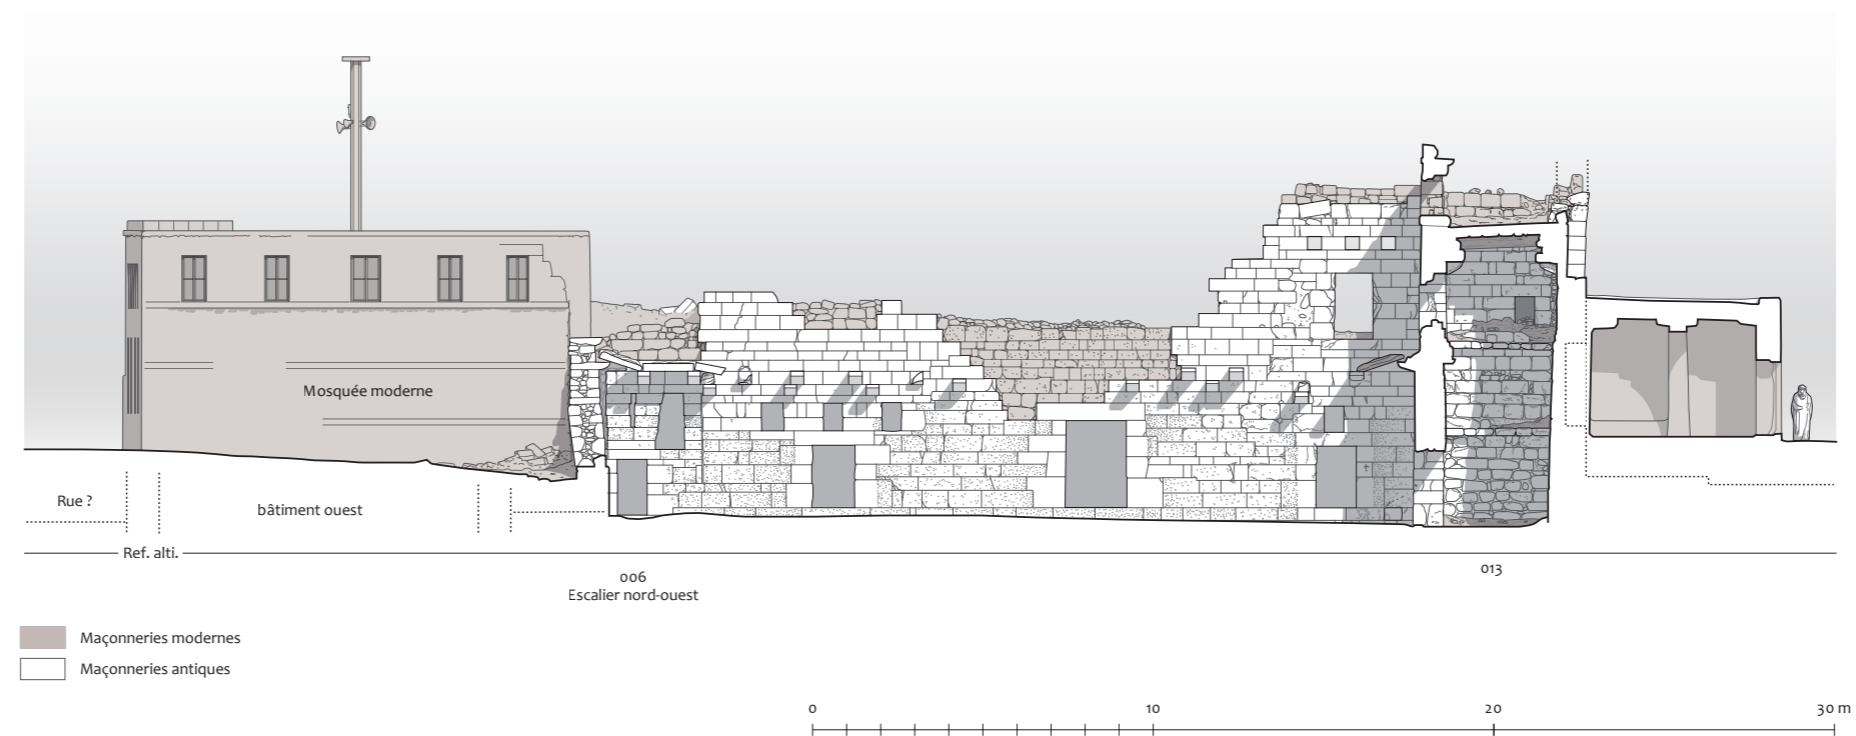 Mosquée moderne
Rue ?
bâtiment ouest
Ref. alti.
006
Escalier nord-ouest
013
Maçonneries modernes
Maçonneries antiques
0 10 20 30 m